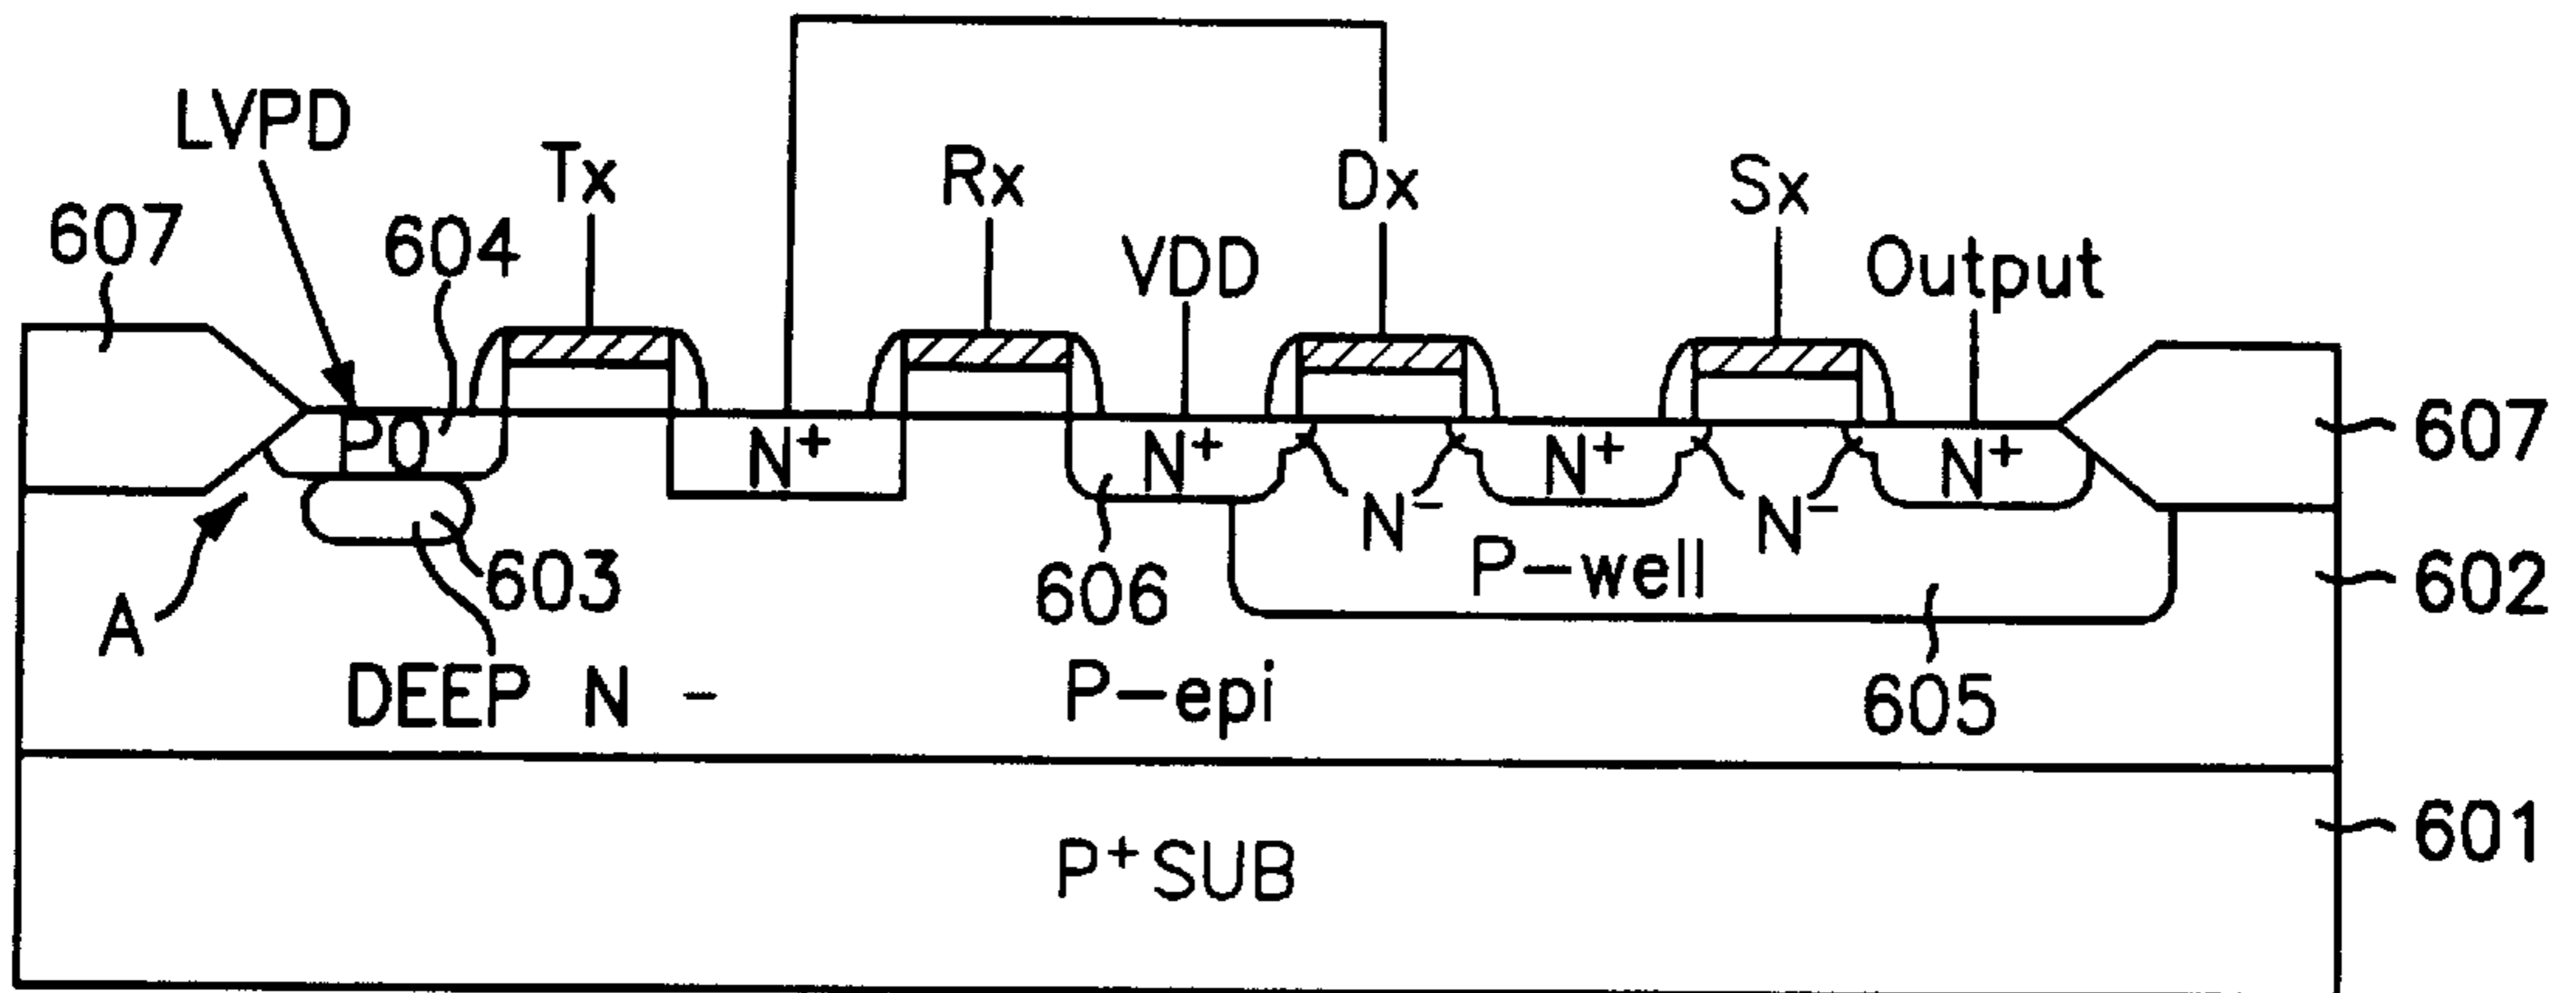 LVPD
Tx
Rx
Dx
Sx
607
604
VDD
Output
P0
N+
N+
N+
N+
607
N-
N-
603
606
P-well
602
A
DEEP N -
P-epi
605
P+ SUB
601